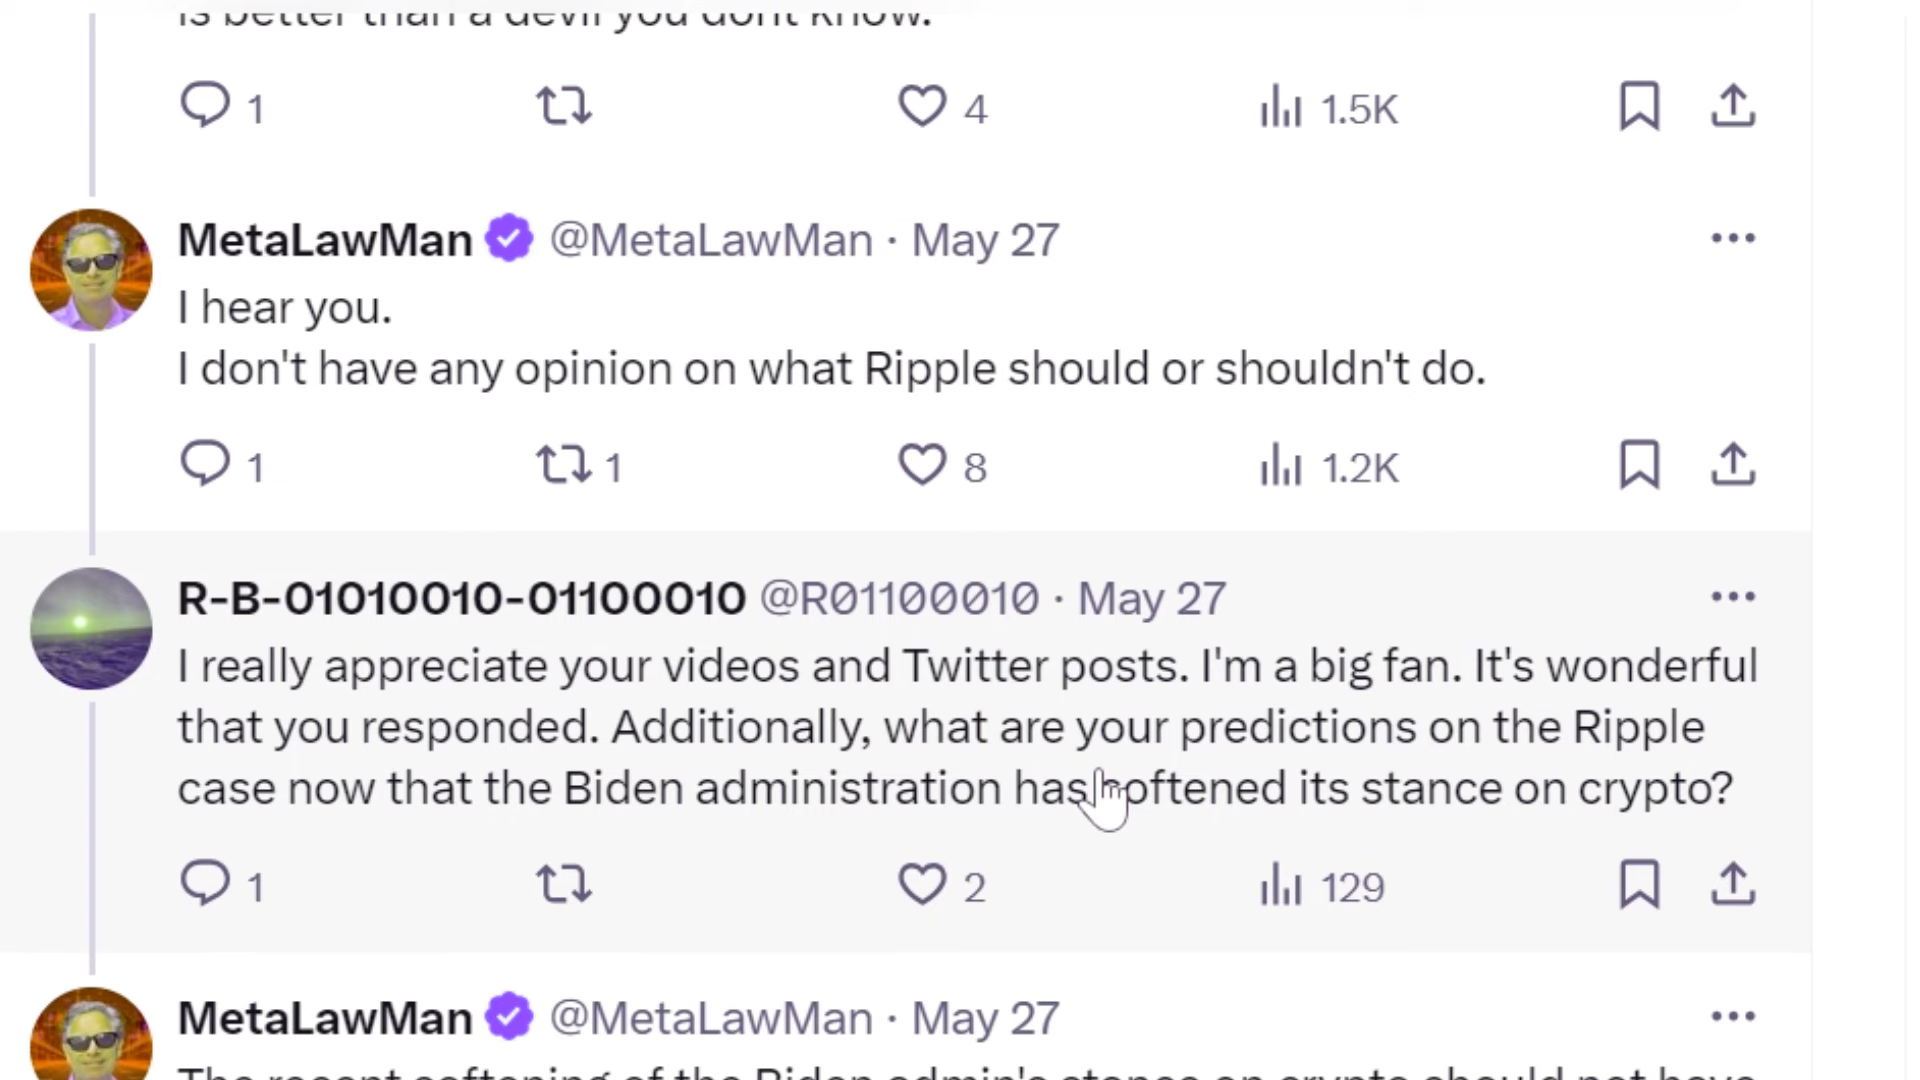 is better than a devil you dont know.
1 4 1.5K
MetaLawMan @MetaLawMan · May 27
I hear you.
I don't have any opinion on what Ripple should or shouldn't do.
1 1 8 1.2K
R-B-01010010-01100010 @R01100010 · May 27
I really appreciate your videos and Twitter posts. I'm a big fan. It's wonderful
that you responded. Additionally, what are your predictions on the Ripple
case now that the Biden administration has softened its stance on crypto?
1 2 129
MetaLawMan @MetaLawMan · May 27
The recent softening of the Biden admin's stance on crypto should not have